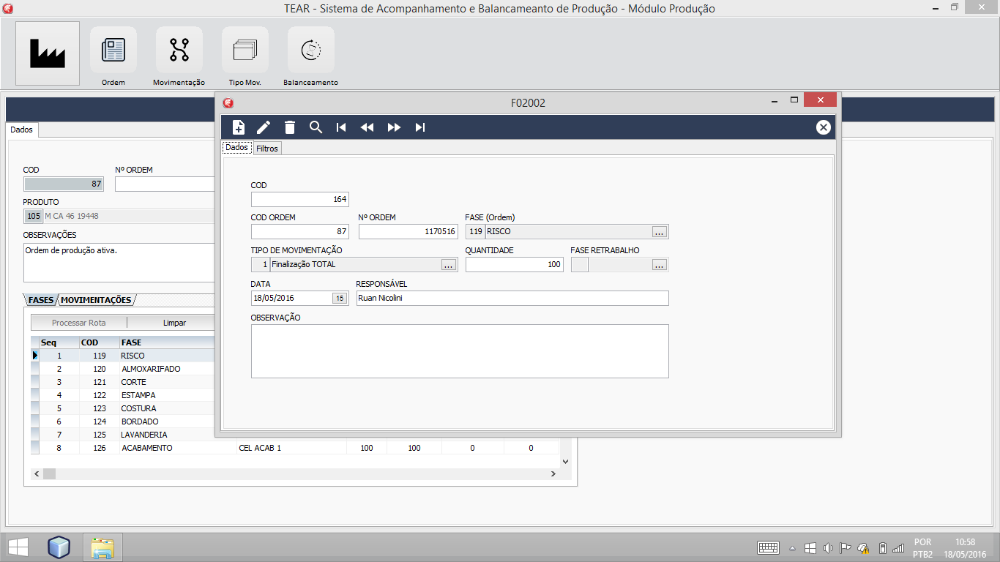 TEAR - Sistema de Acompanhamento e Balancameanto de Produção - Módulo Produção
Ordem Movimentação Tipo Mov. Balanceamento
Dados
COD Nº ORDEM
87
PRODUTO
105 M CA 46 19448
OBSERVAÇÕES
Ordem de produção ativa.
FASES MOVIMENTAÇÕES
Processar Rota Limpar
Seq COD FASE
1 119 RISCO
2 120 ALMOXARIFADO
3 121 CORTE
4 122 ESTAMPA
5 123 COSTURA
6 124 BORDADO
7 125 LAVANDERIA
8 126 ACABAMENTO CEL ACAB 1 100 100 0 0
F02002
Dados Filtros
COD
164
COD ORDEM Nº ORDEM FASE (Ordem)
87 1170516 119 RISCO ...
TIPO DE MOVIMENTAÇÃO QUANTIDADE FASE RETRABALHO
1 Finalização TOTAL ... 100 ...
DATA RESPONSÁVEL
18/05/2016 15 Ruan Nicolini
OBSERVAÇÃO
POR 10:58
PTB2 18/05/2016